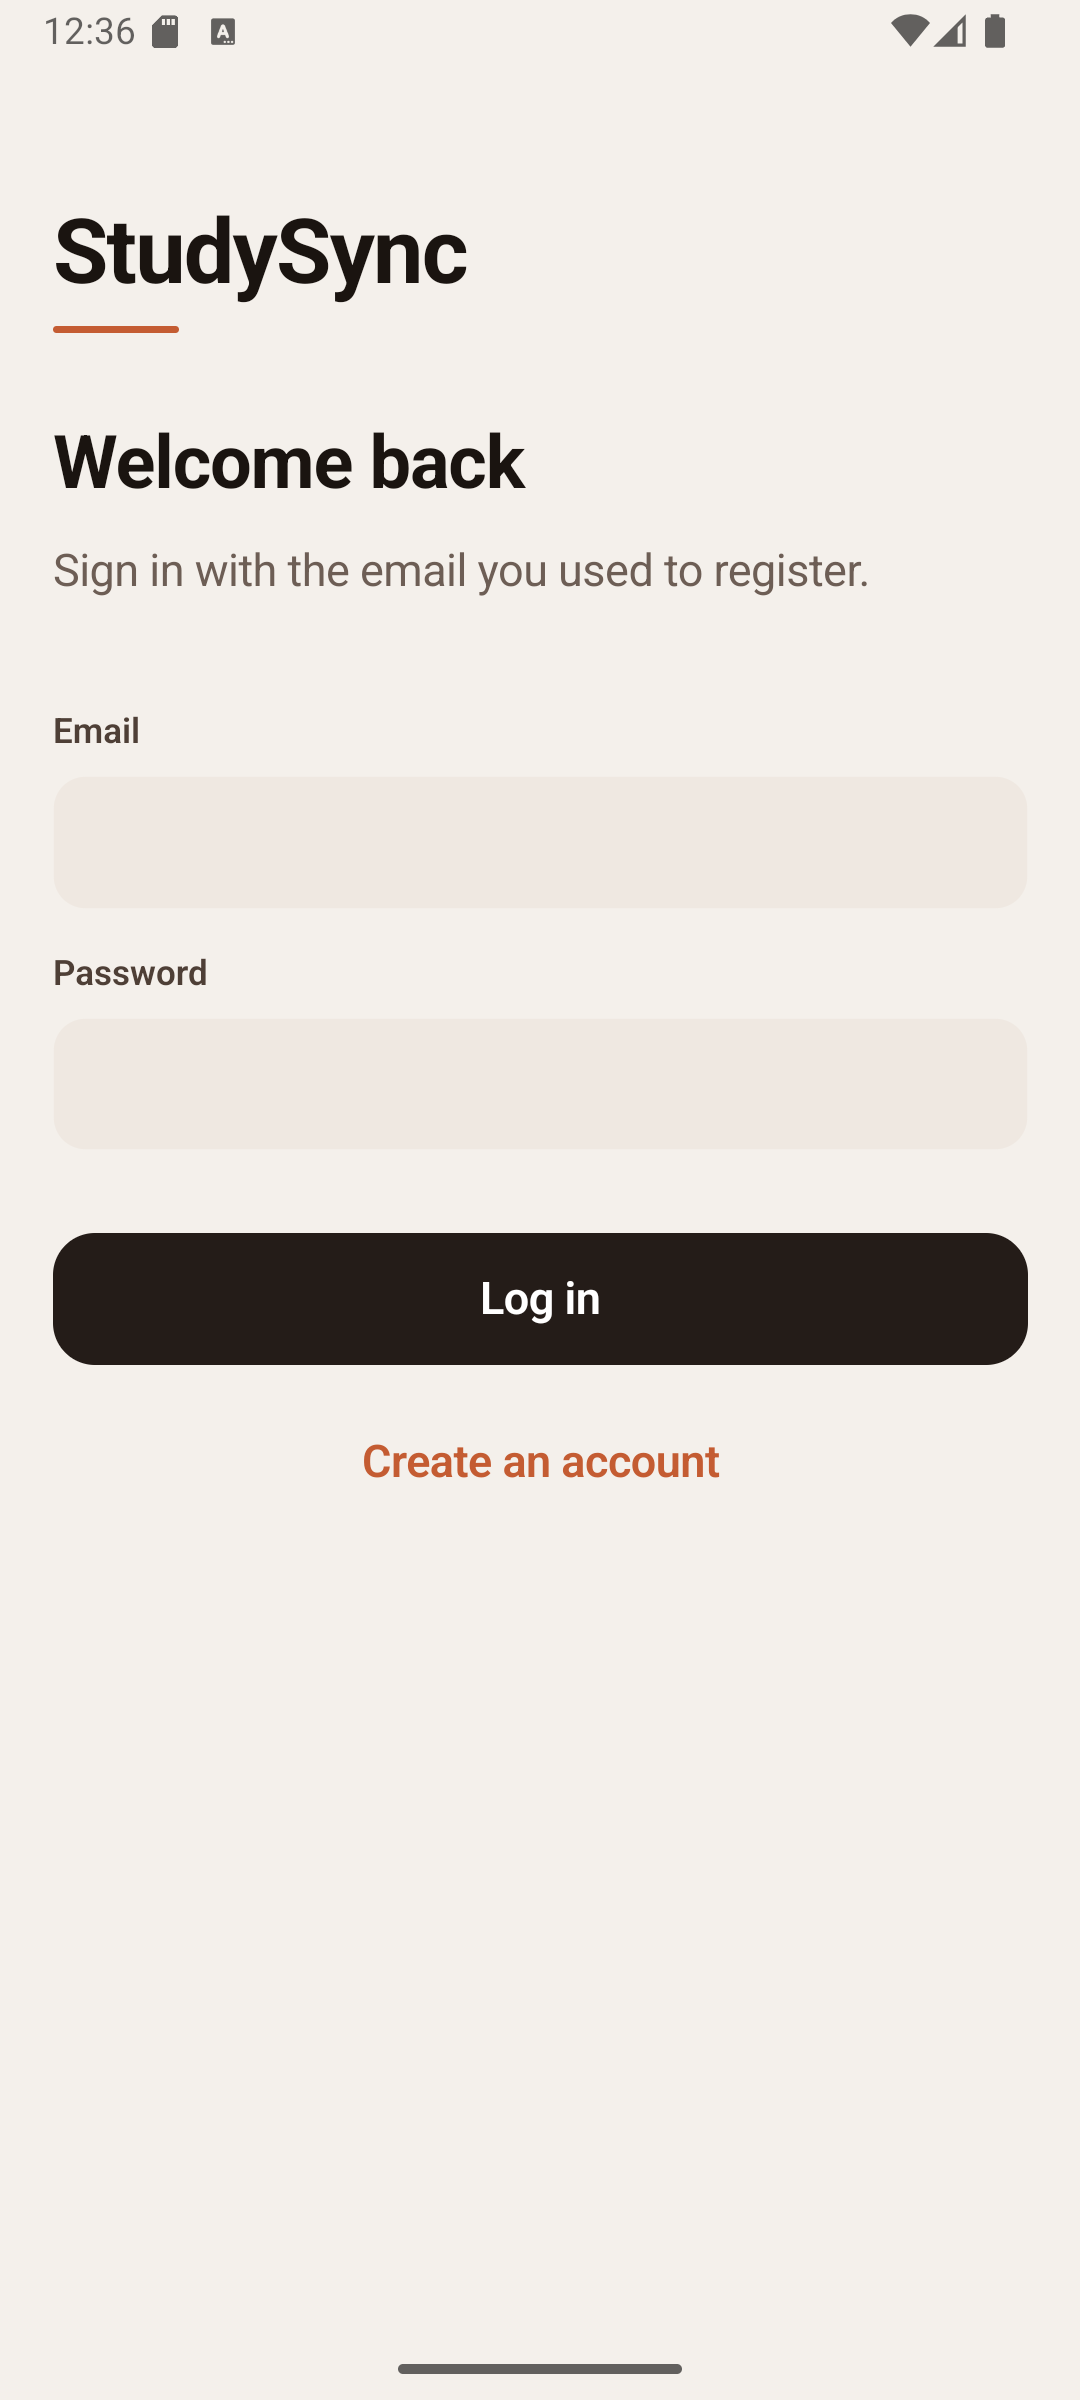 12:36
StudySync
Welcome back
Sign in with the email you used to register.
Email
Password
Log in
Create an account